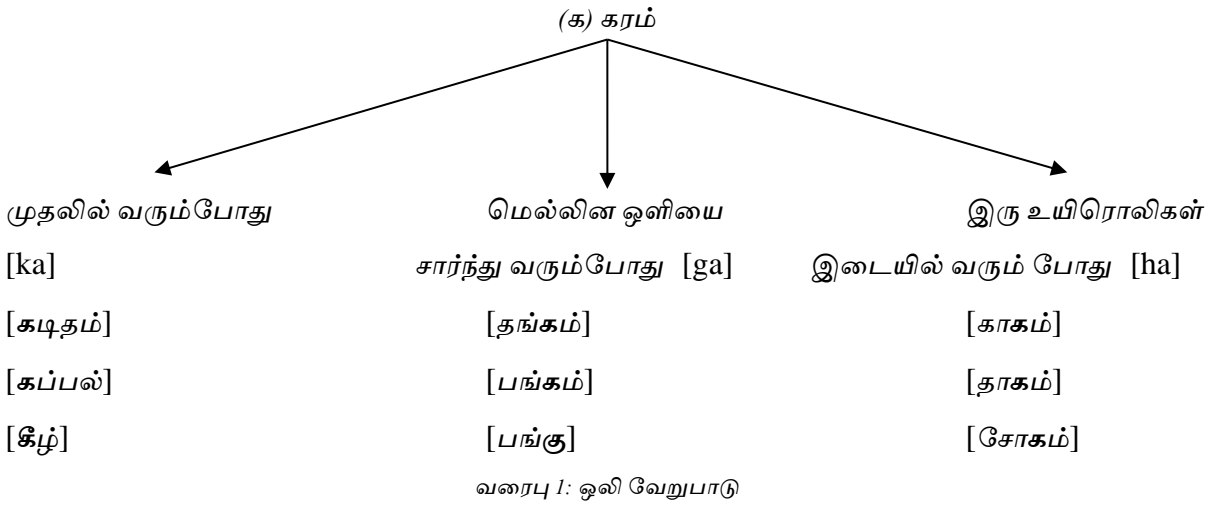 (க) கரம்
முதலில் வரும்போது மெல்லின ஒளியை இரு உயிரொலிகள்
[ka] சார்ந்து வரும்போது [ga] இடையில் வரும் போது [ha]
[கடிதம்] [தங்கம்] [காகம்]
[கப்பல்] [பங்கம்] [தாகம்]
[கீழ்] [பங்கு] [சோகம்]
வரைபு 1: ஒலி வேறுபாடு